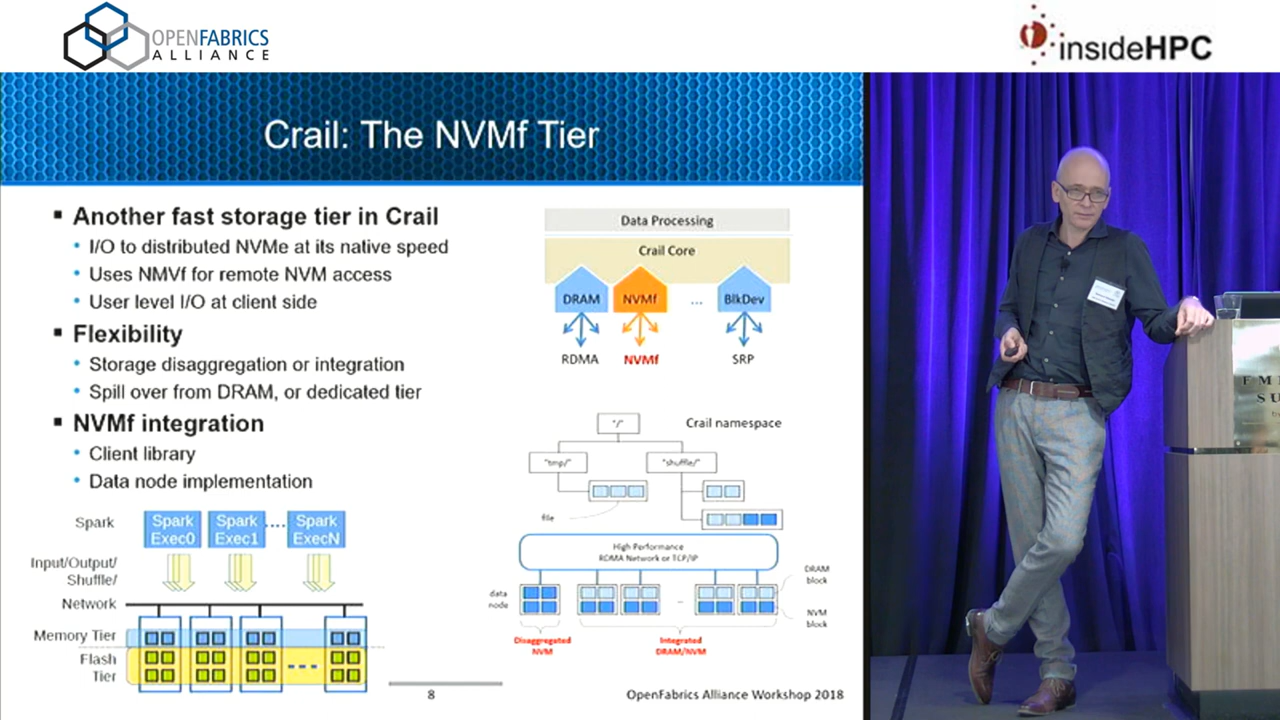 OPENFABRICS
ALLIANCE
insideHPC
Crail: The NVMf Tier
Another fast storage tier in Crail
I/O to distributed NVMe at its native speed
Uses NMVf for remote NVM access
User level I/O at client side
Flexibility
Storage disaggregation or integration
Spill over from DRAM, or dedicated tier
NVMf integration
Client library
Data node implementation
Data Processing
Crail Core
DRAM NVMf ... BlkDev
RDMA NVMf SRP
Crail namespace
"/"
"tmp/" "shuffle/"
file
High Performance
RDMA Network or TCP/IP
data
node
DRAM
block
NVM
block
Disaggregated
NVM
Integrated
DRAM/NVM
Spark
Spark
Exec0
Spark
Exec1
Spark
ExecN
Input/Output/
Shuffle/
Network
Memory Tier
Flash
Tier
8
OpenFabrics Alliance Workshop 2018